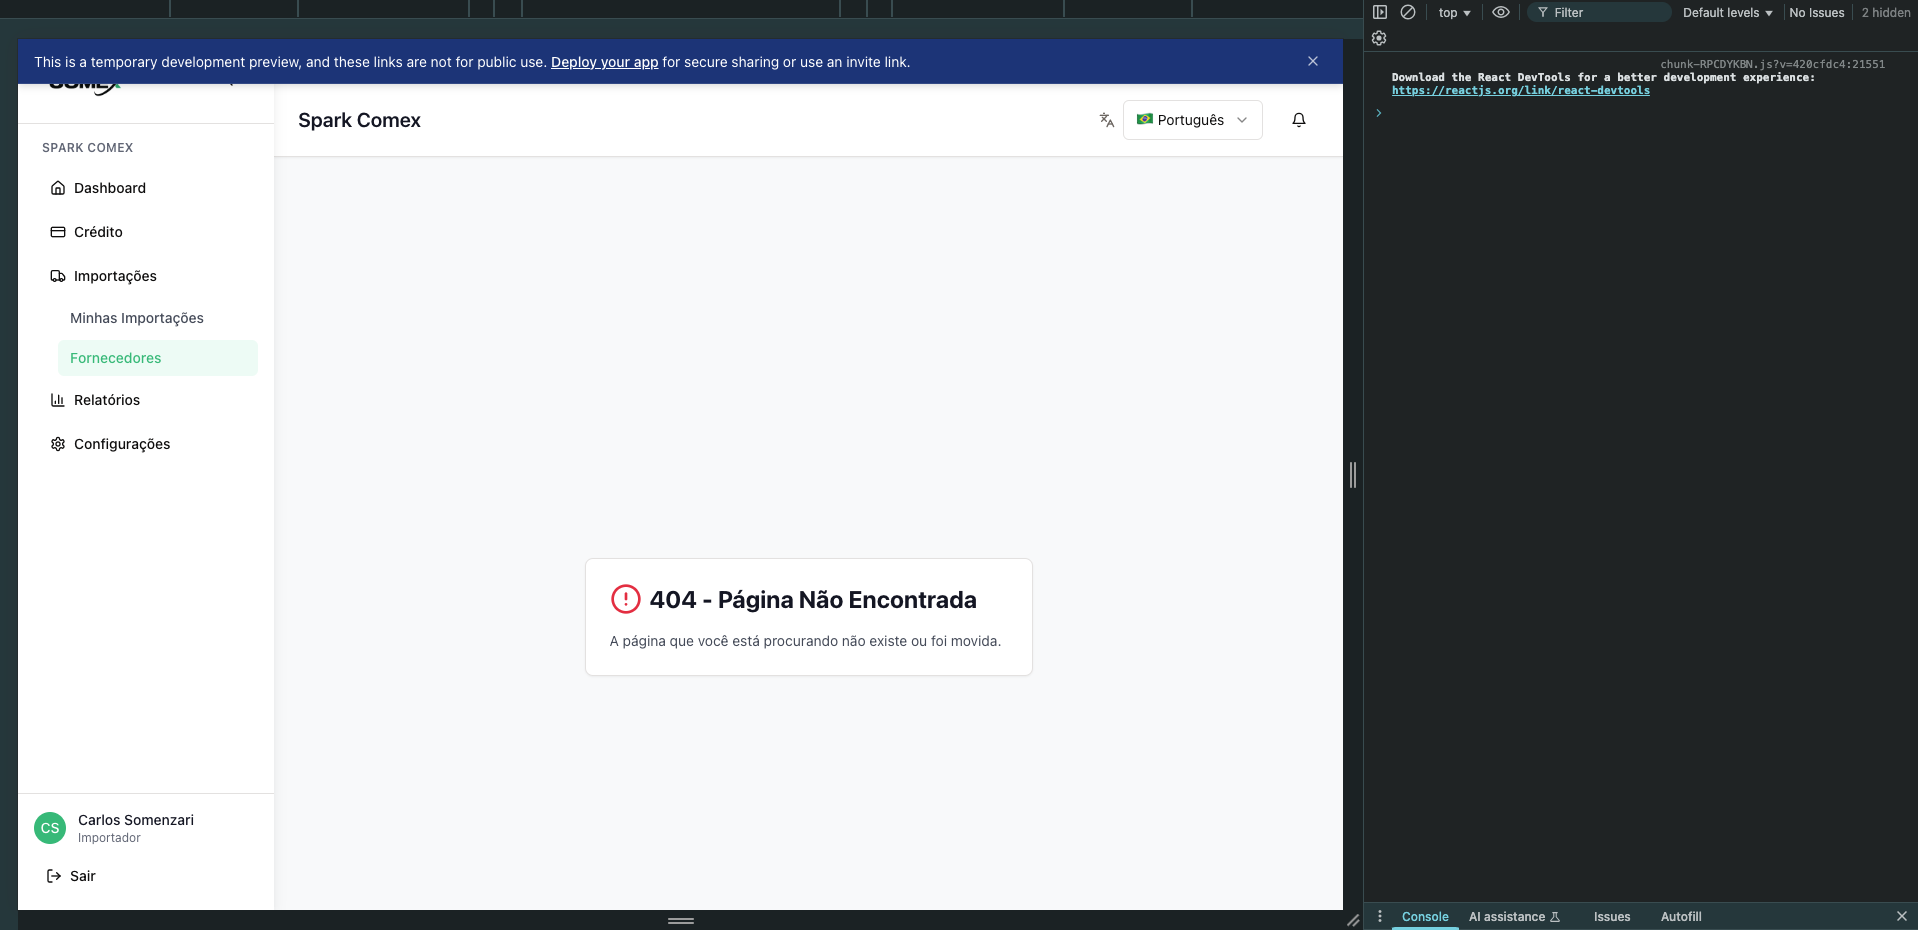 This is a temporary development preview, and these links are not for public use. Deploy your app for secure sharing or use an invite link.
Spark Comex
Português
SPARK COMEX
Dashboard
Crédito
Importações
Minhas Importações
Fornecedores
Relatórios
Configurações
404 - Página Não Encontrada
A página que você está procurando não existe ou foi movida.
CS
Carlos Somenzari
Importador
Sair
top
Filter
Default levels
No Issues
2 hidden
chunk-RPCDYKBN.js?v=420cfdc4:21551
Download the React DevTools for a better development experience:
https://reactjs.org/link/react-devtools
Console
AI assistance
Issues
Autofill